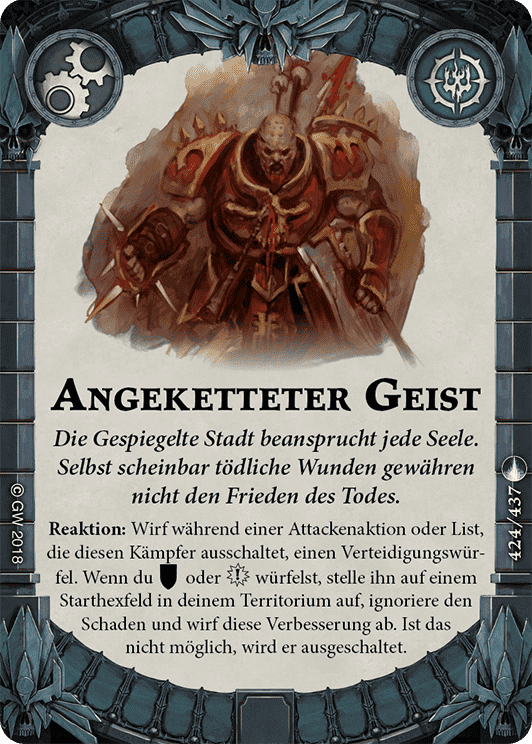 Angeketteter Geist
Die Gespiegelte Stadt beansprucht jede Seele.
Selbst scheinbar tödliche Wunden gewähren
nicht den Frieden des Todes.
Reaktion: Wirf während einer Attackenaktion oder List,
die diesen Kämpfer ausschaltet, einen Verteidigungswür-
fel. Wenn du oder würfelst, stelle ihn auf einem
Starthexfeld in deinem Territorium auf, ignoriere den
Schaden und wirf diese Verbesserung ab. Ist das
nicht möglich, wird er ausgeschaltet.
© GW 2018
424/437